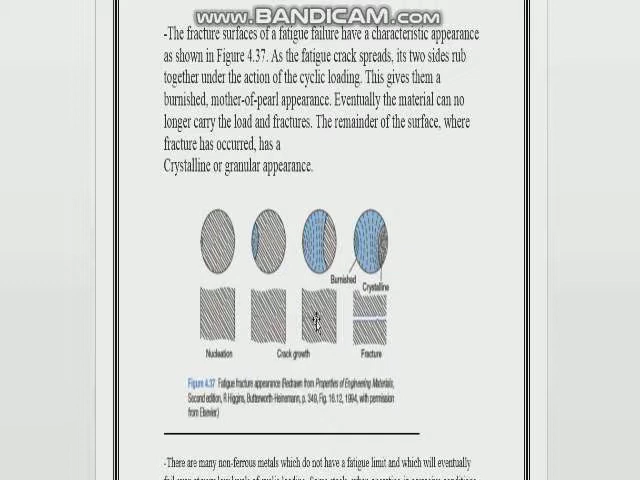 www.BANDICAM.com
-The fracture surfaces of a fatigue failure have a characteristic appearance
as shown in Figure 4.37. As the fatigue crack spreads, its two sides rub
together under the action of the cyclic loading. This gives them a
burnished, mother-of-pearl appearance. Eventually the material can no
longer carry the load and fractures. The remainder of the surface, where
fracture has occurred, has a
Crystalline or granular appearance.
Burnished
Crystalline
Nucleation Crack growth Fracture
Figure 4.37 Fatigue fracture appearance (Redrawn from Properties of Engineering Materials,
Second edition, R Higgins, Butterworth-Heinemann, p. 349, Fig. 16.12, 1994, with permission
from Elsevier)
-There are many non-ferrous metals which do not have a fatigue limit and which will eventually